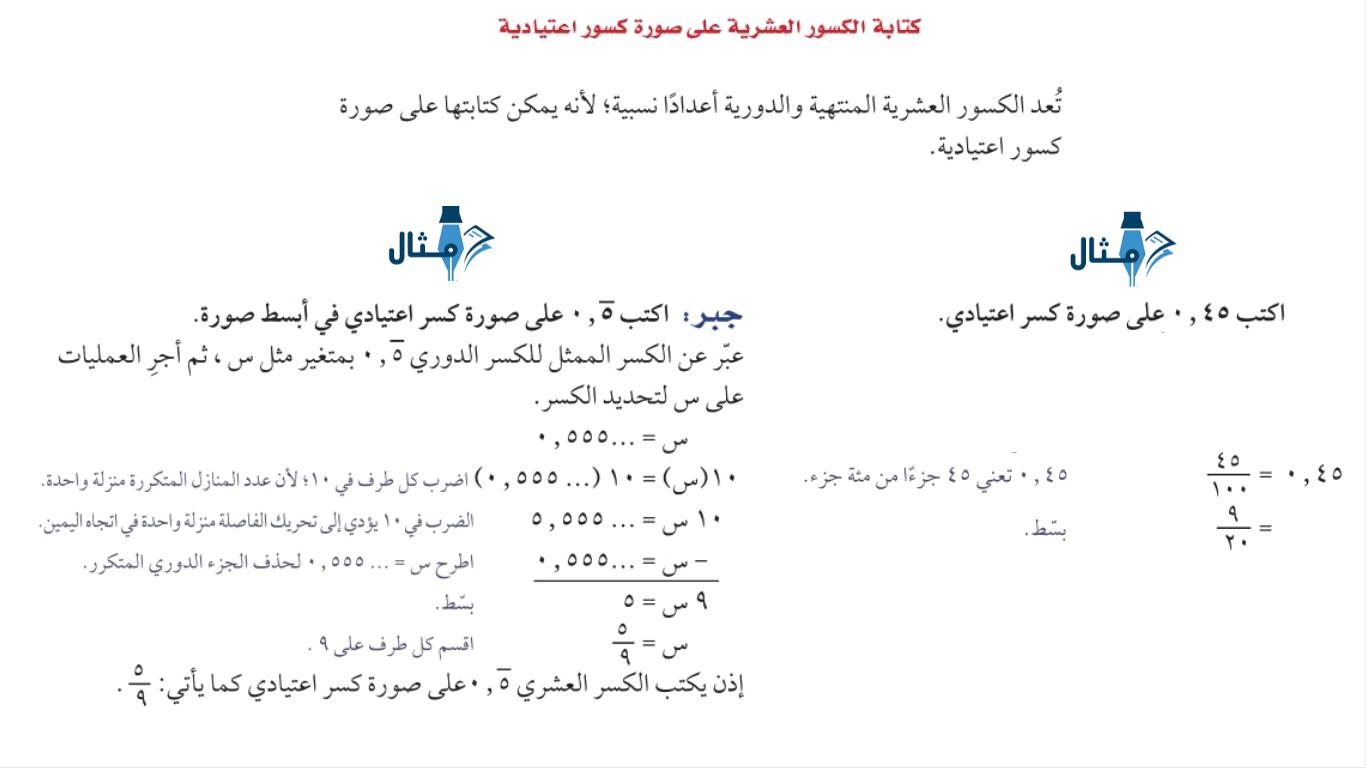 كتابة الكسور العشرية على صورة كسور اعتيادية
تُعد الكسور العشرية المنتهية والدورية أعدادًا نسبية؛ لأنه يمكن كتابتها على صورة
كسور اعتيادية.
مثال
اكتب ٠,٤٥ على صورة كسر اعتيادي.
٠,٤٥ = ٤٥/١٠٠ ٠,٤٥ تعني ٤٥ جزءًا من مئة جزء.
= ٩/٢٠ بسّط.
مثال
جبر: اكتب ٠,٥̅ على صورة كسر اعتيادي في أبسط صورة.
عبّر عن الكسر الممثل للكسر الدوري ٠,٥̅ بمتغير مثل س، ثم أجرِ العمليات
على س لتحديد الكسر.
س = ...٠,٥٥٥
١٠(س) = ١٠ (... ٠,٥٥٥) اضرب كل طرف في ١٠؛ لأن عدد المنازل المتكررة منزلة واحدة.
١٠ س = ... ٥,٥٥٥ الضرب في ١٠ يؤدي إلى تحريك الفاصلة منزلة واحدة في اتجاه اليمين.
– س = ...٠,٥٥٥ اطرح س = ... ٠,٥٥٥ لحذف الجزء الدوري المتكرر.
٩ س = ٥ بسّط.
س = ٥/٩ اقسم كل طرف على ٩.
إذن يكتب الكسر العشري ٠,٥̅ على صورة كسر اعتيادي كما يأتي: ٥/٩.